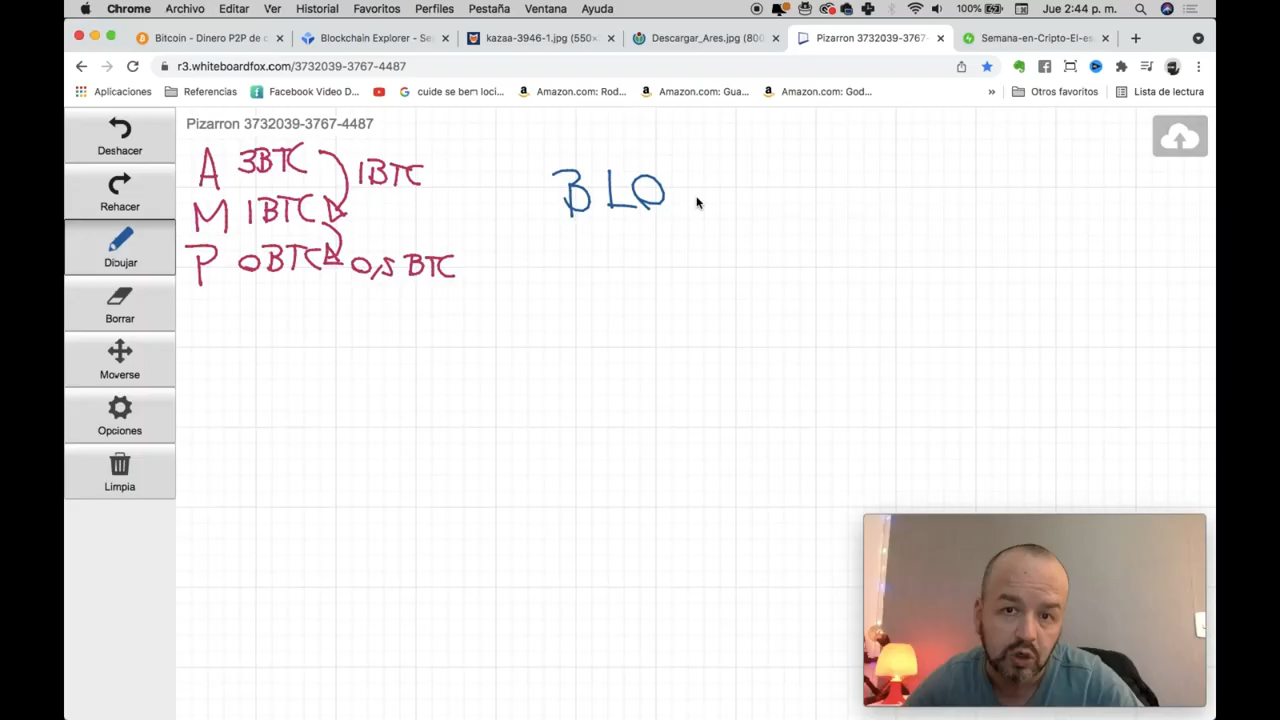 Chrome Archivo Editar Ver Historial Favoritos Perfiles Pestaña Ventana Ayuda 100% Jue 2:44 p. m.
Bitcoin - Dinero P2P de c Blockchain Explorer - Se kazaa-3946-1.jpg (550× Descargar_Ares.jpg (800 Pizarron 3732039-3767- Semana-en-Cripto-El-es
r3.whiteboardfox.com/3732039-3767-4487
Aplicaciones Referencias Facebook Video D... cuide se bem loci... Amazon.com: Rod... Amazon.com: Gua... Amazon.com: God... » Otros favoritos Lista de lectura
Pizarron 3732039-3767-4487
Deshacer
Rehacer
Dibujar
Borrar
Moverse
Opciones
Limpia
A 3BTC 1BTC
M 1BTC
P 0BTC 0,5 BTC
BLO